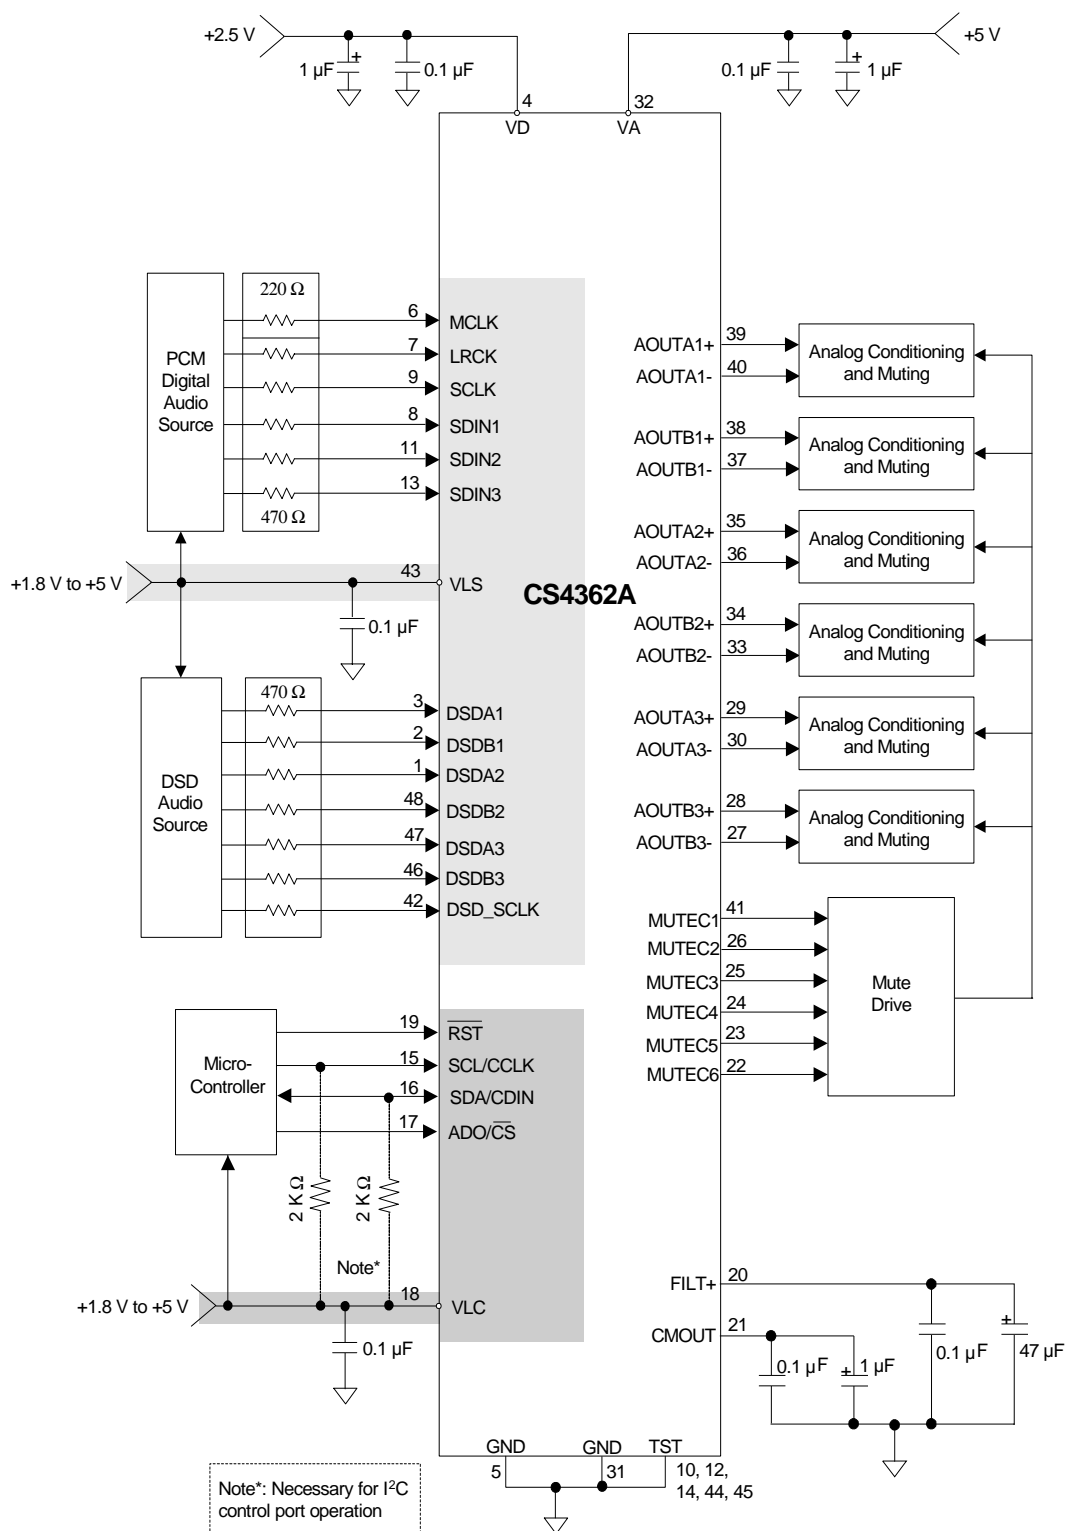 +2.5 V
1 µF
+
0.1 µF
0.1 µF
+
1 µF
+5 V
4
32
VD
VA
PCM
Digital
Audio
Source
220 Ω
470 Ω
6
MCLK
7
LRCK
9
SCLK
8
SDIN1
11
SDIN2
13
SDIN3
+1.8 V to +5 V
43
VLS
0.1 µF
CS4362A
DSD
Audio
Source
470 Ω
3
DSDA1
2
DSDB1
1
DSDA2
48
DSDB2
47
DSDA3
46
DSDB3
42
DSD_SCLK
Micro-
Controller
19
RST
15
SCL/CCLK
16
SDA/CDIN
17
ADO/CS
2 K Ω
2 K Ω
Note*
+1.8 V to +5 V
18
VLC
0.1 µF
AOUTA1+
39
AOUTA1-
40
Analog Conditioning
and Muting
AOUTB1+
38
AOUTB1-
37
Analog Conditioning
and Muting
AOUTA2+
35
AOUTA2-
36
Analog Conditioning
and Muting
AOUTB2+
34
AOUTB2-
33
Analog Conditioning
and Muting
AOUTA3+
29
AOUTA3-
30
Analog Conditioning
and Muting
AOUTB3+
28
AOUTB3-
27
Analog Conditioning
and Muting
MUTEC1
41
MUTEC2
26
MUTEC3
25
MUTEC4
24
MUTEC5
23
MUTEC6
22
Mute
Drive
FILT+
20
CMOUT
21
0.1 µF
+
1 µF
0.1 µF
+
47 µF
GND
GND
TST
5
31
10, 12,
14, 44, 45
Note*: Necessary for I²C
control port operation